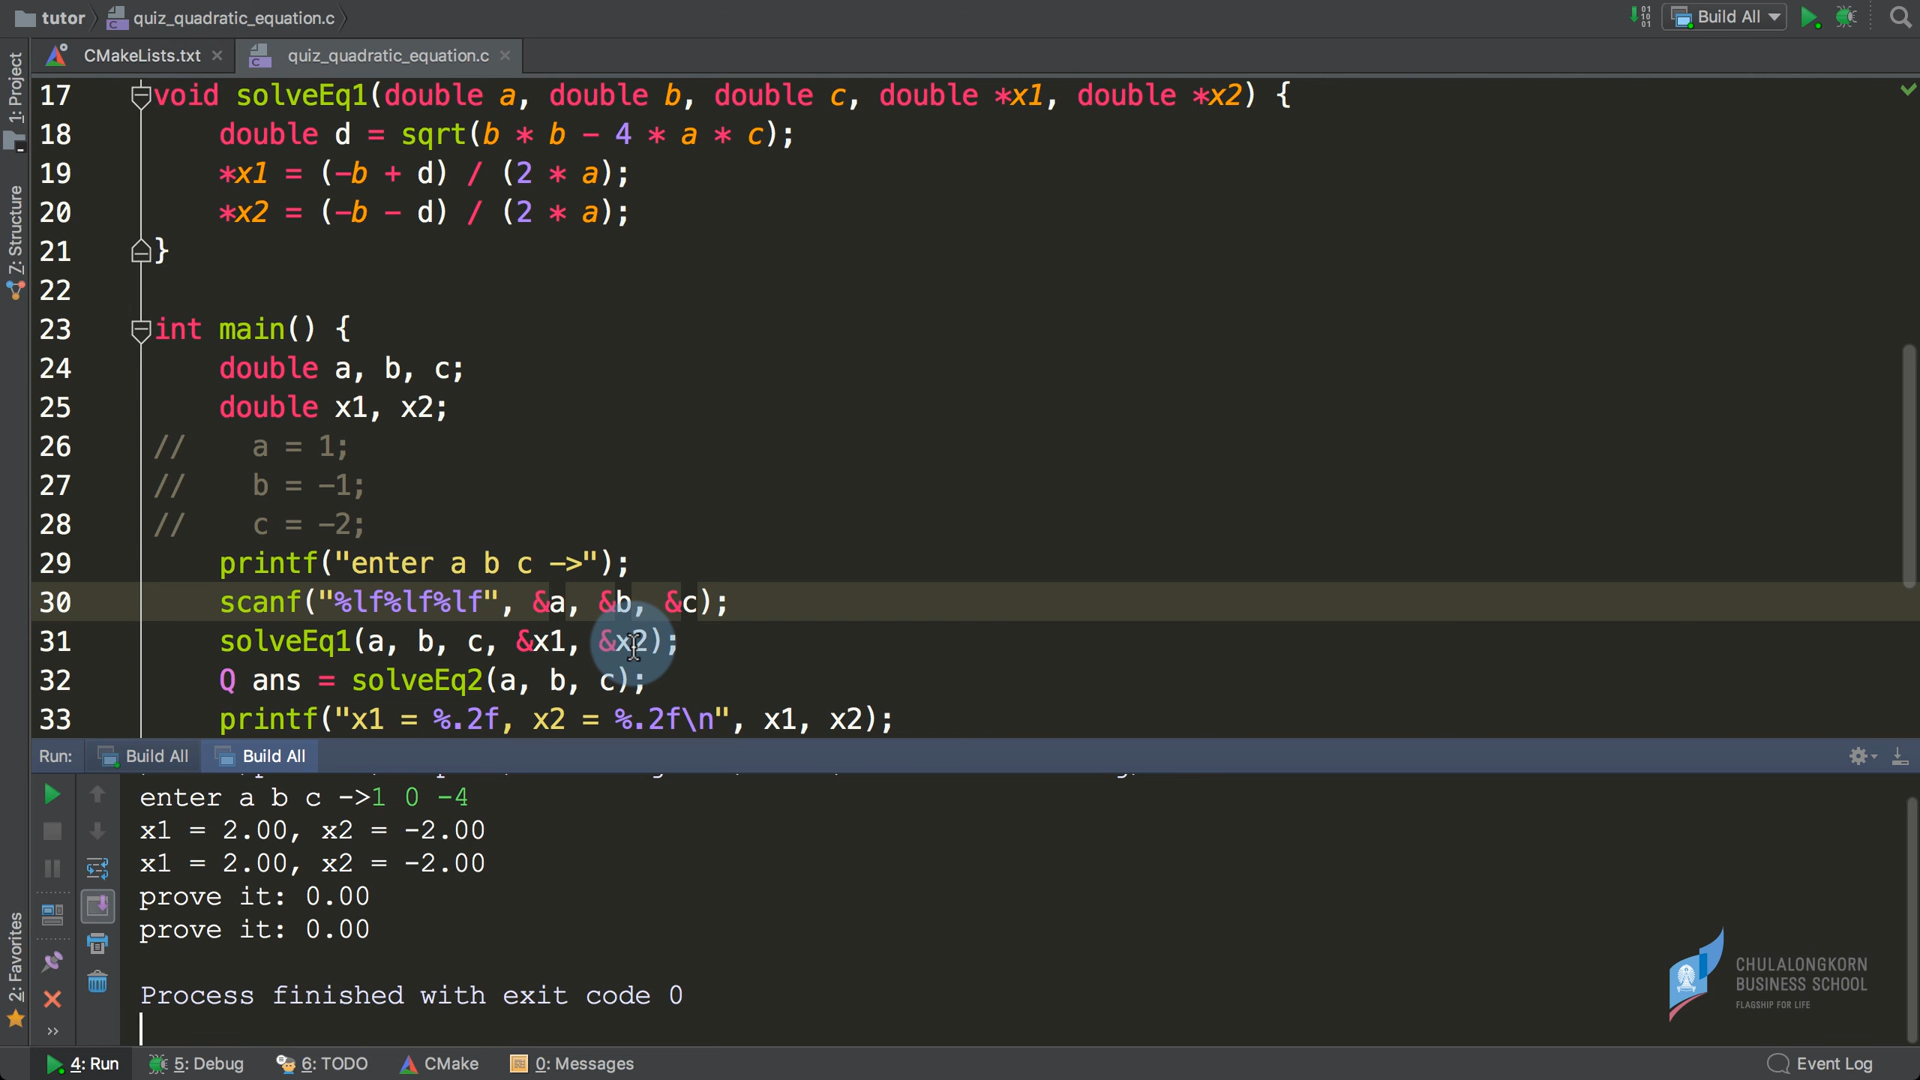 tutor quiz_quadratic_equation.c Build All
CMakeLists.txt quiz_quadratic_equation.c
1: Project
Z: Structure
2: Favorites
17 void solveEq1(double a, double b, double c, double *x1, double *x2) {
18 double d = sqrt(b * b - 4 * a * c);
19 *x1 = (-b + d) / (2 * a);
20 *x2 = (-b - d) / (2 * a);
21 }
22
23 int main() {
24 double a, b, c;
25 double x1, x2;
26 // a = 1;
27 // b = -1;
28 // c = -2;
29 printf("enter a b c ->");
30 scanf("%lf%lf%lf", &a, &b, &c);
31 solveEq1(a, b, c, &x1, &x2);
32 Q ans = solveEq2(a, b, c);
33 printf("x1 = %.2f, x2 = %.2f\n", x1, x2);
Run: Build All Build All
enter a b c ->1 0 -4
x1 = 2.00, x2 = -2.00
x1 = 2.00, x2 = -2.00
prove it: 0.00
prove it: 0.00
Process finished with exit code 0
CHULALONGKORN
BUSINESS SCHOOL
FLAGSHIP FOR LIFE
4: Run 5: Debug 6: TODO CMake 0: Messages Event Log